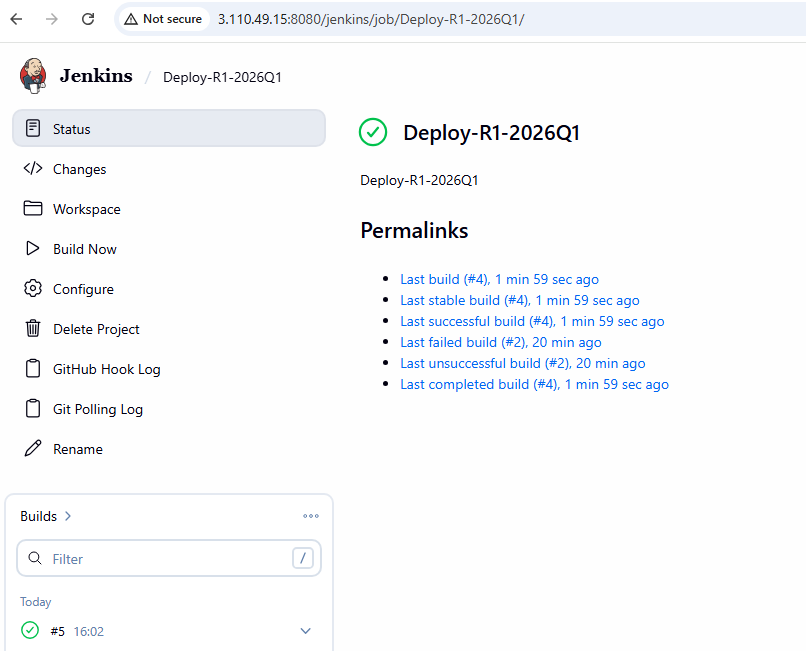 Not secure 3.110.49.15:8080/jenkins/job/Deploy-R1-2026Q1/
Jenkins / Deploy-R1-2026Q1
Status
Changes
Workspace
Build Now
Configure
Delete Project
GitHub Hook Log
Git Polling Log
Rename
Builds
Filter /
Today
#5 16:02
Deploy-R1-2026Q1
Deploy-R1-2026Q1
Permalinks
Last build (#4), 1 min 59 sec ago
Last stable build (#4), 1 min 59 sec ago
Last successful build (#4), 1 min 59 sec ago
Last failed build (#2), 20 min ago
Last unsuccessful build (#2), 20 min ago
Last completed build (#4), 1 min 59 sec ago